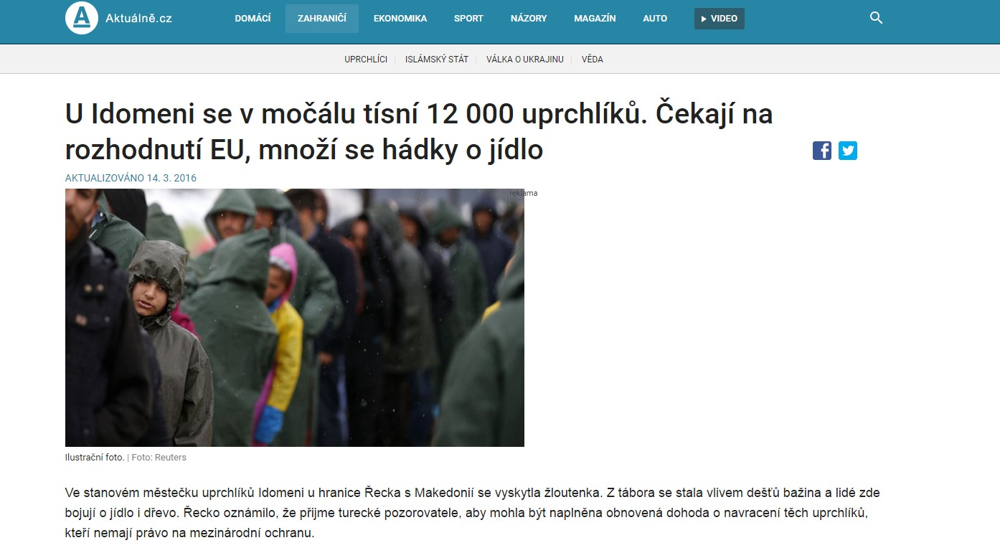 Aktuálně.cz
DOMÁCÍ ZAHRANIČÍ EKONOMIKA SPORT NÁZORY MAGAZÍN AUTO VIDEO
UPRCHLÍCI ISLÁMSKÝ STÁT VÁLKA O UKRAJINU VĚDA
U Idomeni se v močálu tísní 12 000 uprchlíků. Čekají na
rozhodnutí EU, množí se hádky o jídlo
AKTUALIZOVÁNO 14. 3. 2016
reklama
Ilustrační foto. | Foto: Reuters
Ve stanovém městečku uprchlíků Idomeni u hranice Řecka s Makedonií se vyskytla žloutenka. Z tábora se stala vlivem dešťů bažina a lidé zde
bojují o jídlo i dřevo. Řecko oznámilo, že přijme turecké pozorovatele, aby mohla být naplněna obnovená dohoda o navracení těch uprchlíků,
kteří nemají právo na mezinárodní ochranu.